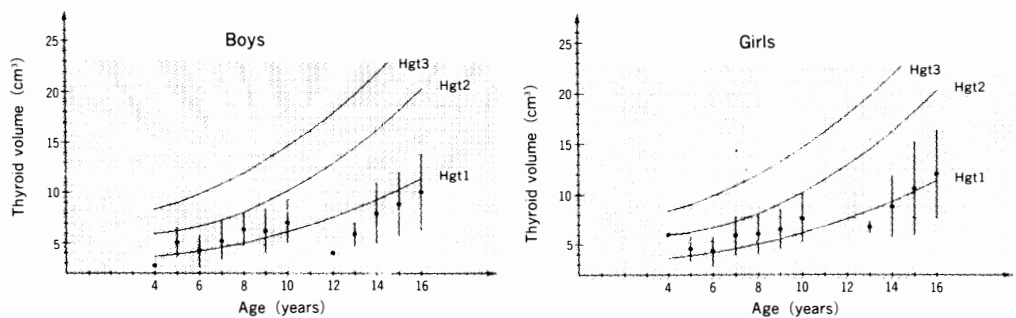 Boys
Thyroid volume (cm³)
25
20
15
10
5
Hgt3
Hgt2
Hgt1
4 6 8 10 12 14 16
Age (years)
Girls
Thyroid volume (cm³)
25
20
15
10
5
Hgt3
Hgt2
Hgt1
4 6 8 10 12 14 16
Age (years)